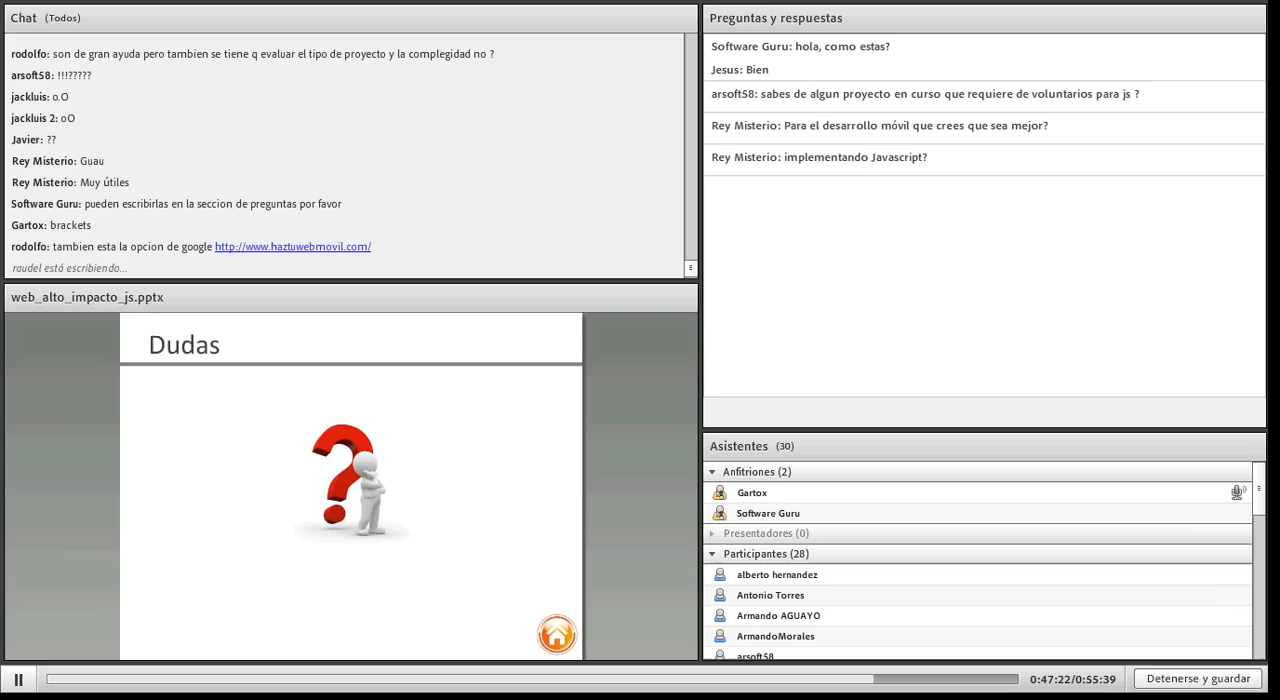 Chat (Todos)
rodolfo: son de gran ayuda pero tambien se tiene q evaluar el tipo de proyecto y la complegidad no ?
arsoft58: !!!?????
jackluis: o.O
jackluis 2: oO
Javier: ??
Rey Misterio: Guau
Rey Misterio: Muy útiles
Software Guru: pueden escribirlas en la seccion de preguntas por favor
Gartox: brackets
rodolfo: tambien esta la opcion de google http://www.haztuwebmovil.com/
raudel está escribiendo...
web_alto_impacto_js.pptx
Dudas
Preguntas y respuestas
Software Guru: hola, como estas?
Jesus: Bien
arsoft58: sabes de algun proyecto en curso que requiere de voluntarios para js ?
Rey Misterio: Para el desarrollo móvil que crees que sea mejor?
Rey Misterio: implementando Javascript?
Asistentes (30)
Anfitriones (2)
Gartox
Software Guru
Presentadores (0)
Participantes (28)
alberto hernandez
Antonio Torres
Armando AGUAYO
ArmandoMorales
arsoft58
0:47:22/0:55:39
Detenerse y guardar